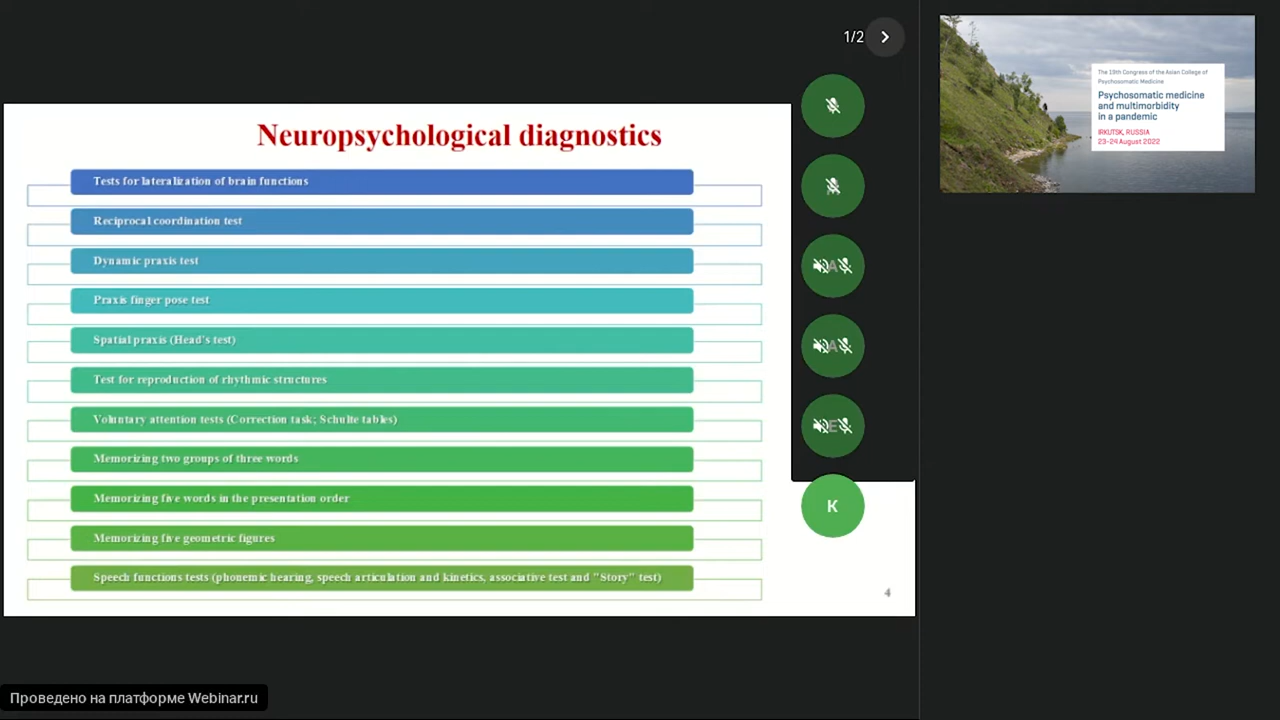 1/2
Neuropsychological diagnostics
Tests for lateralization of brain functions
Reciprocal coordination test
Dynamic praxis test
Praxis finger pose test
Spatial praxis (Head's test)
Test for reproduction of rhythmic structures
Voluntary attention tests (Correction task; Schulte tables)
Memorizing two groups of three words
Memorizing five words in the presentation order
Memorizing five geometric figures
Speech functions tests (phonemic hearing, speech articulation and kinetics, associative test and "Story" test)
4
A
A
E
K
The 19th Congress of the Asian College of
Psychosomatic Medicine
Psychosomatic medicine
and multimorbidity
in a pandemic
IRKUTSK, RUSSIA
23-24 August 2022
Проведено на платформе Webinar.ru